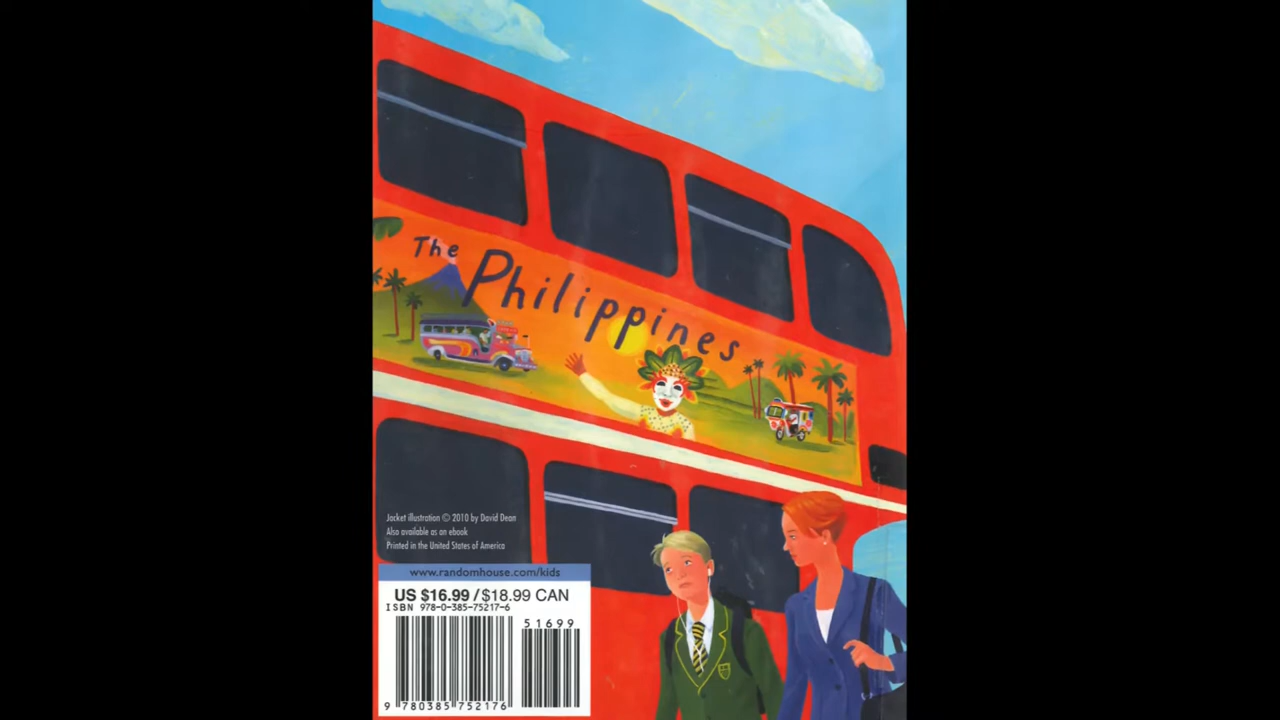 The
Philippines
Jacket illustration © 2010 by David Dean
Also available as an ebook
Printed in the United States of America
www.randomhouse.com/kids
US $16.99 / $18.99 CAN
ISBN 978-0-385-75217-6
51699
9 780385 752176